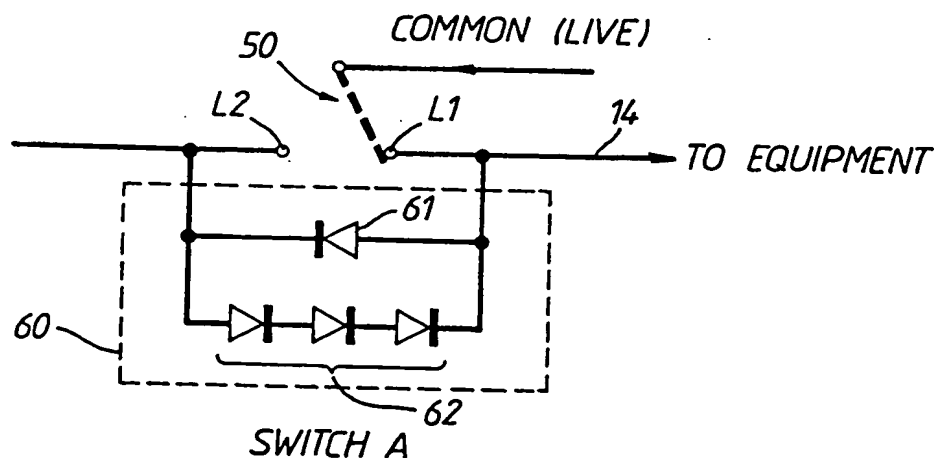 COMMON (LIVE)
50
L2
L1
14
TO EQUIPMENT
61
60
62
SWITCH A